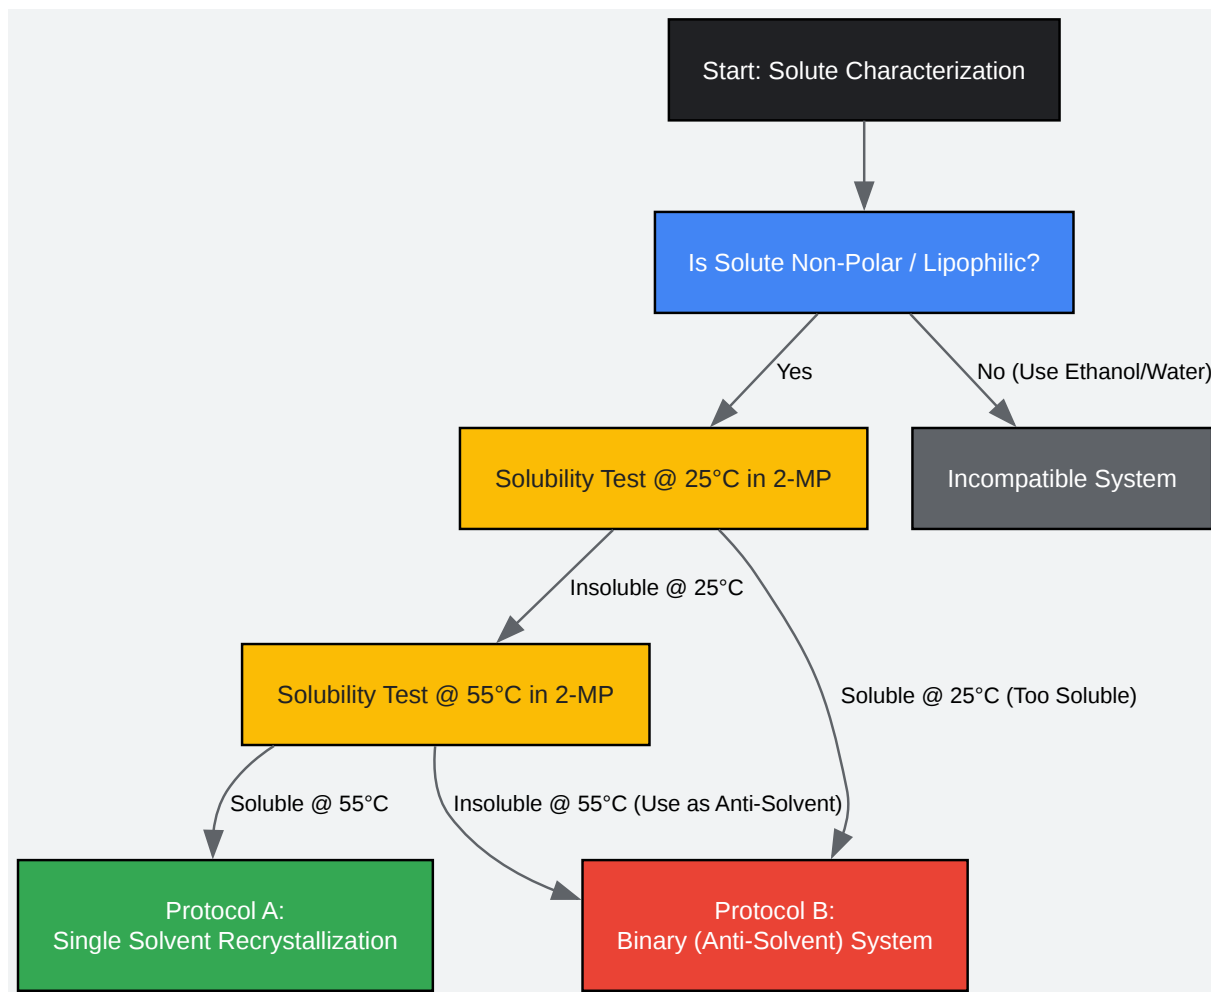 Start: Solute Characterization
Is Solute Non-Polar / Lipophilic?
Yes
No (Use Ethanol/Water)
Solubility Test @ 25°C in 2-MP
Incompatible System
Insoluble @ 25°C
Solubility Test @ 55°C in 2-MP
Soluble @ 25°C (Too Soluble)
Soluble @ 55°C
Insoluble @ 55°C (Use as Anti-Solvent)
Protocol A:
Single Solvent Recrystallization
Protocol B:
Binary (Anti-Solvent) System